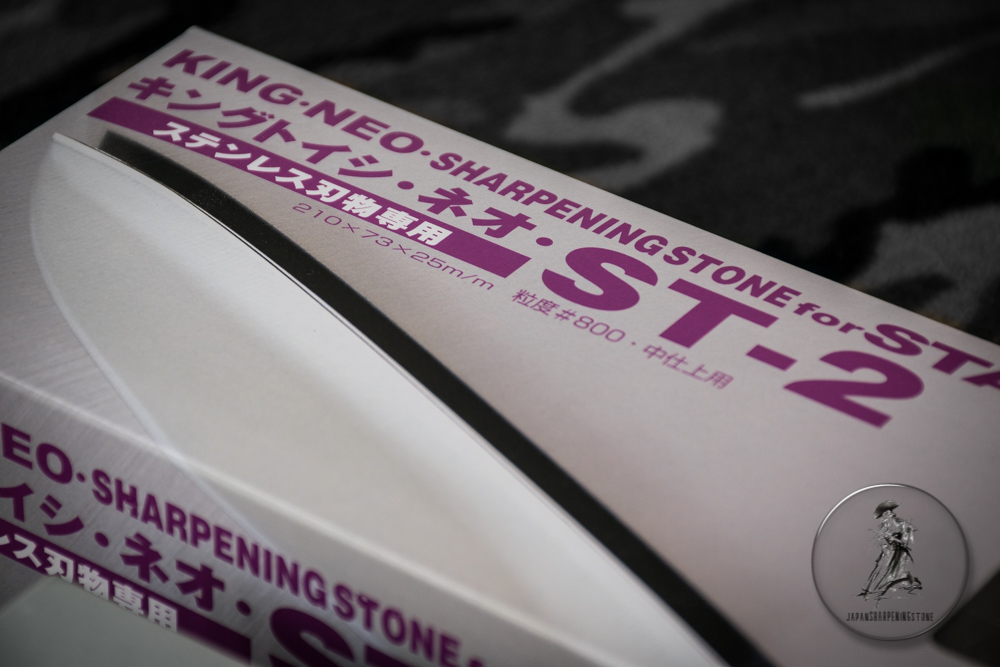 KING・NEO・SHARPENING STONE for STA
キングトイシ・ネオ・ST-2
ステンレス刃物専用
210×73×25m/m
粒度#800・中仕上用
EO・SHARPENING STONE
イシ・ネオ・S
レス刃物専用
JAPANSHARPENINGSTONE